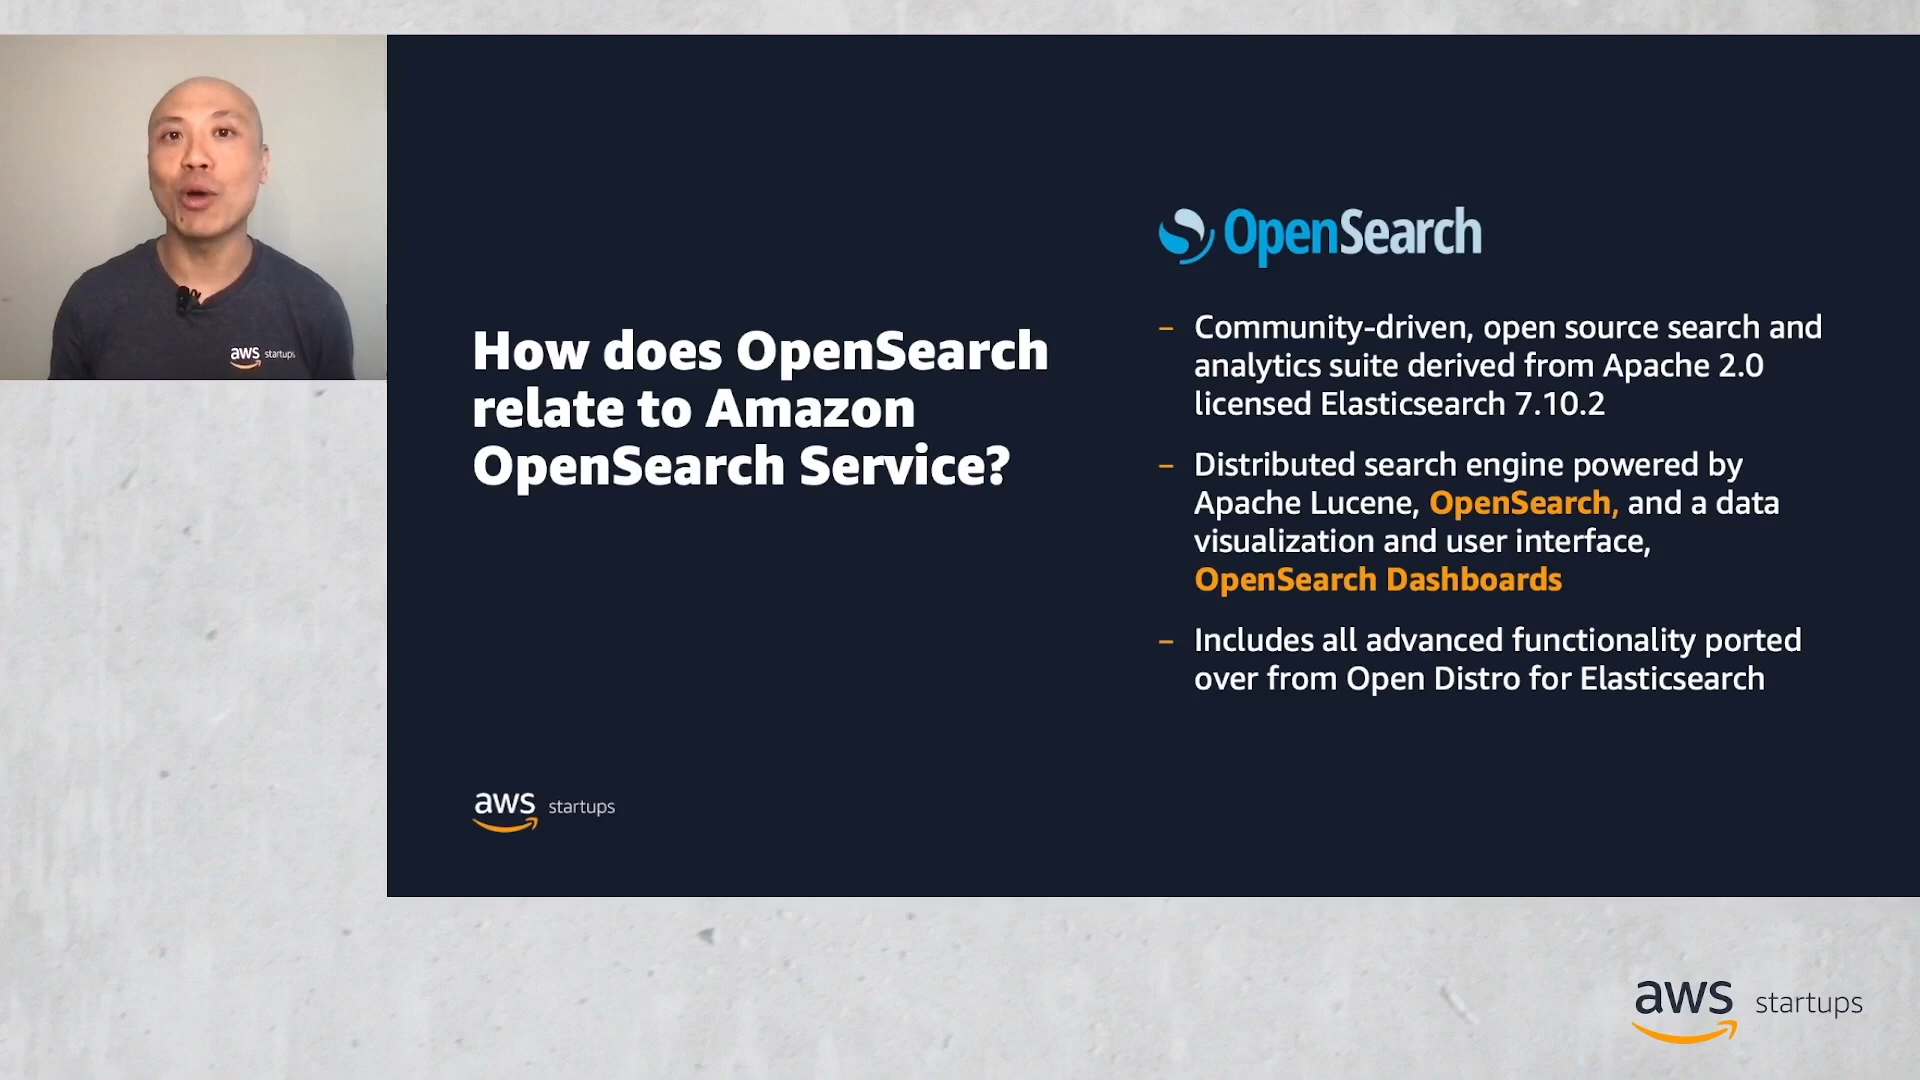 aws startups
How does OpenSearch
relate to Amazon
OpenSearch Service?
aws startups
OpenSearch
– Community-driven, open source search and
analytics suite derived from Apache 2.0
licensed Elasticsearch 7.10.2
– Distributed search engine powered by
Apache Lucene, OpenSearch, and a data
visualization and user interface,
OpenSearch Dashboards
– Includes all advanced functionality ported
over from Open Distro for Elasticsearch
aws startups